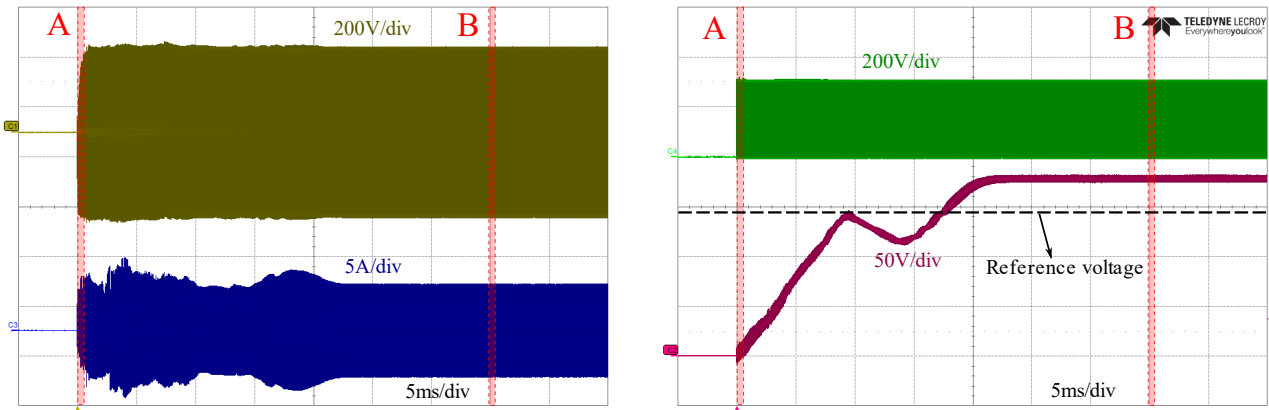 A
B
200V/div
C1
5A/div
C3
5ms/div
A
B
TELEDYNE LECROY
Everywhereyoulook™
200V/div
C4
Reference voltage
50V/div
5ms/div